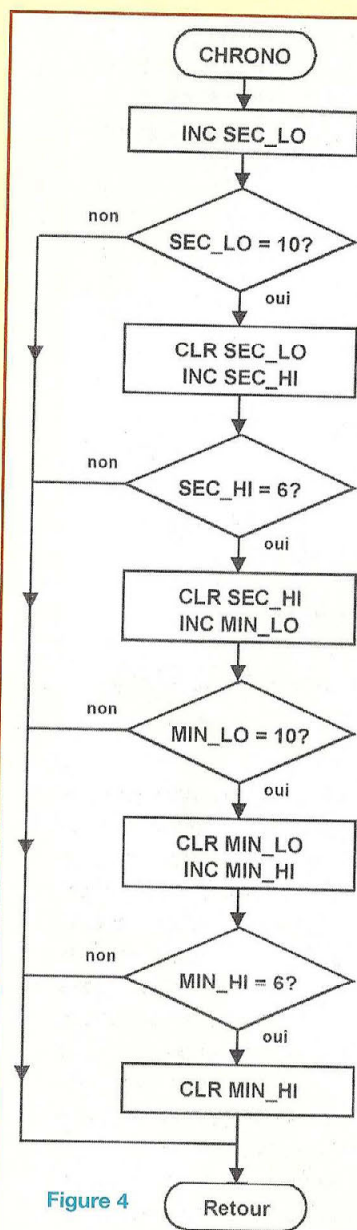 CHRONO
INC SEC_LO
SEC_LO = 10?
non
oui
CLR SEC_LO
INC SEC_HI
non
SEC_HI = 6?
oui
CLR SEC_HI
INC MIN_LO
non
MIN_LO = 10?
oui
CLR MIN_LO
INC MIN_HI
non
MIN_HI = 6?
oui
CLR MIN_HI
Figure 4
Retour